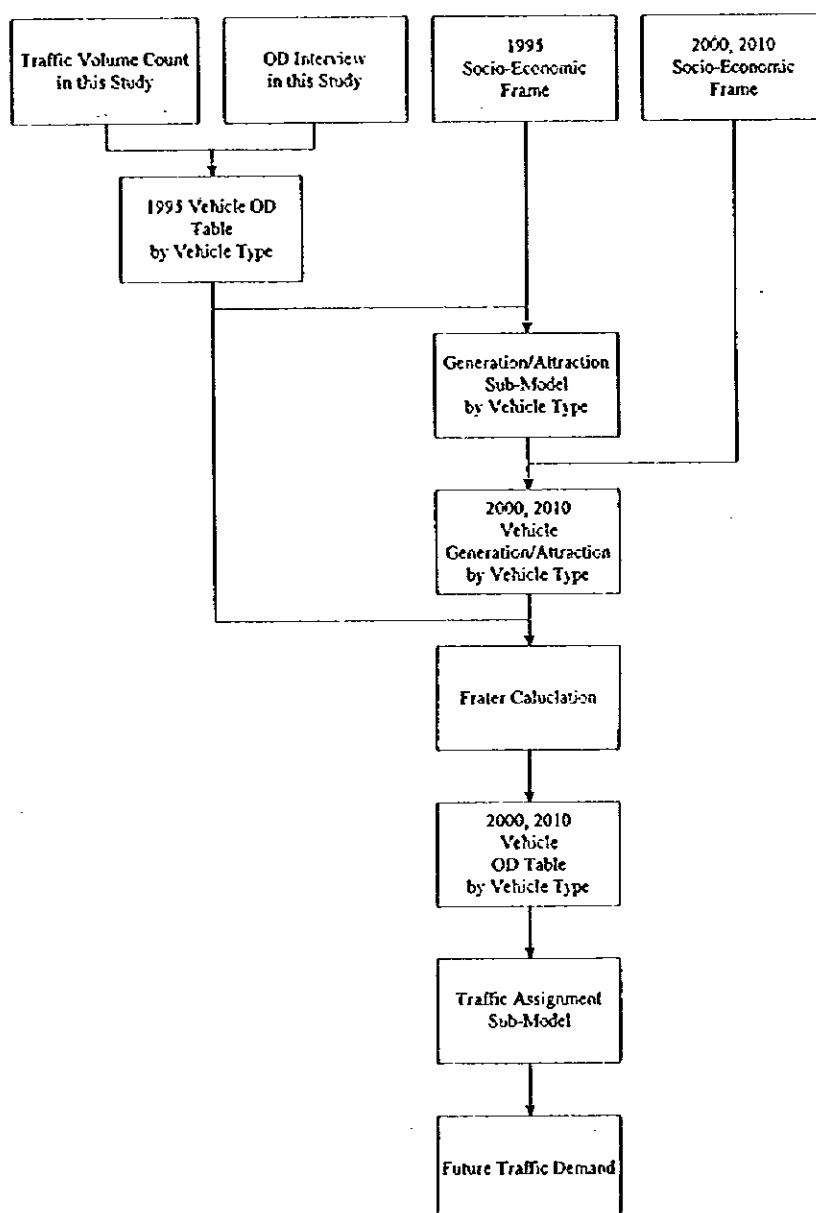 Traffic Volume Count
in this Study
OD Interview
in this Study
1995
Socio-Economic
Frame
2000, 2010
Socio-Economic
Frame
1995 Vehicle OD
Table
by Vehicle Type
Generation/Attraction
Sub-Model
by Vehicle Type
2000, 2010
Vehicle
Generation/Attraction
by Vehicle Type
Frater Caluclation
2000, 2010
Vehicle
OD Table
by Vehicle Type
Traffic Assignment
Sub-Model
Future Traffic Demand